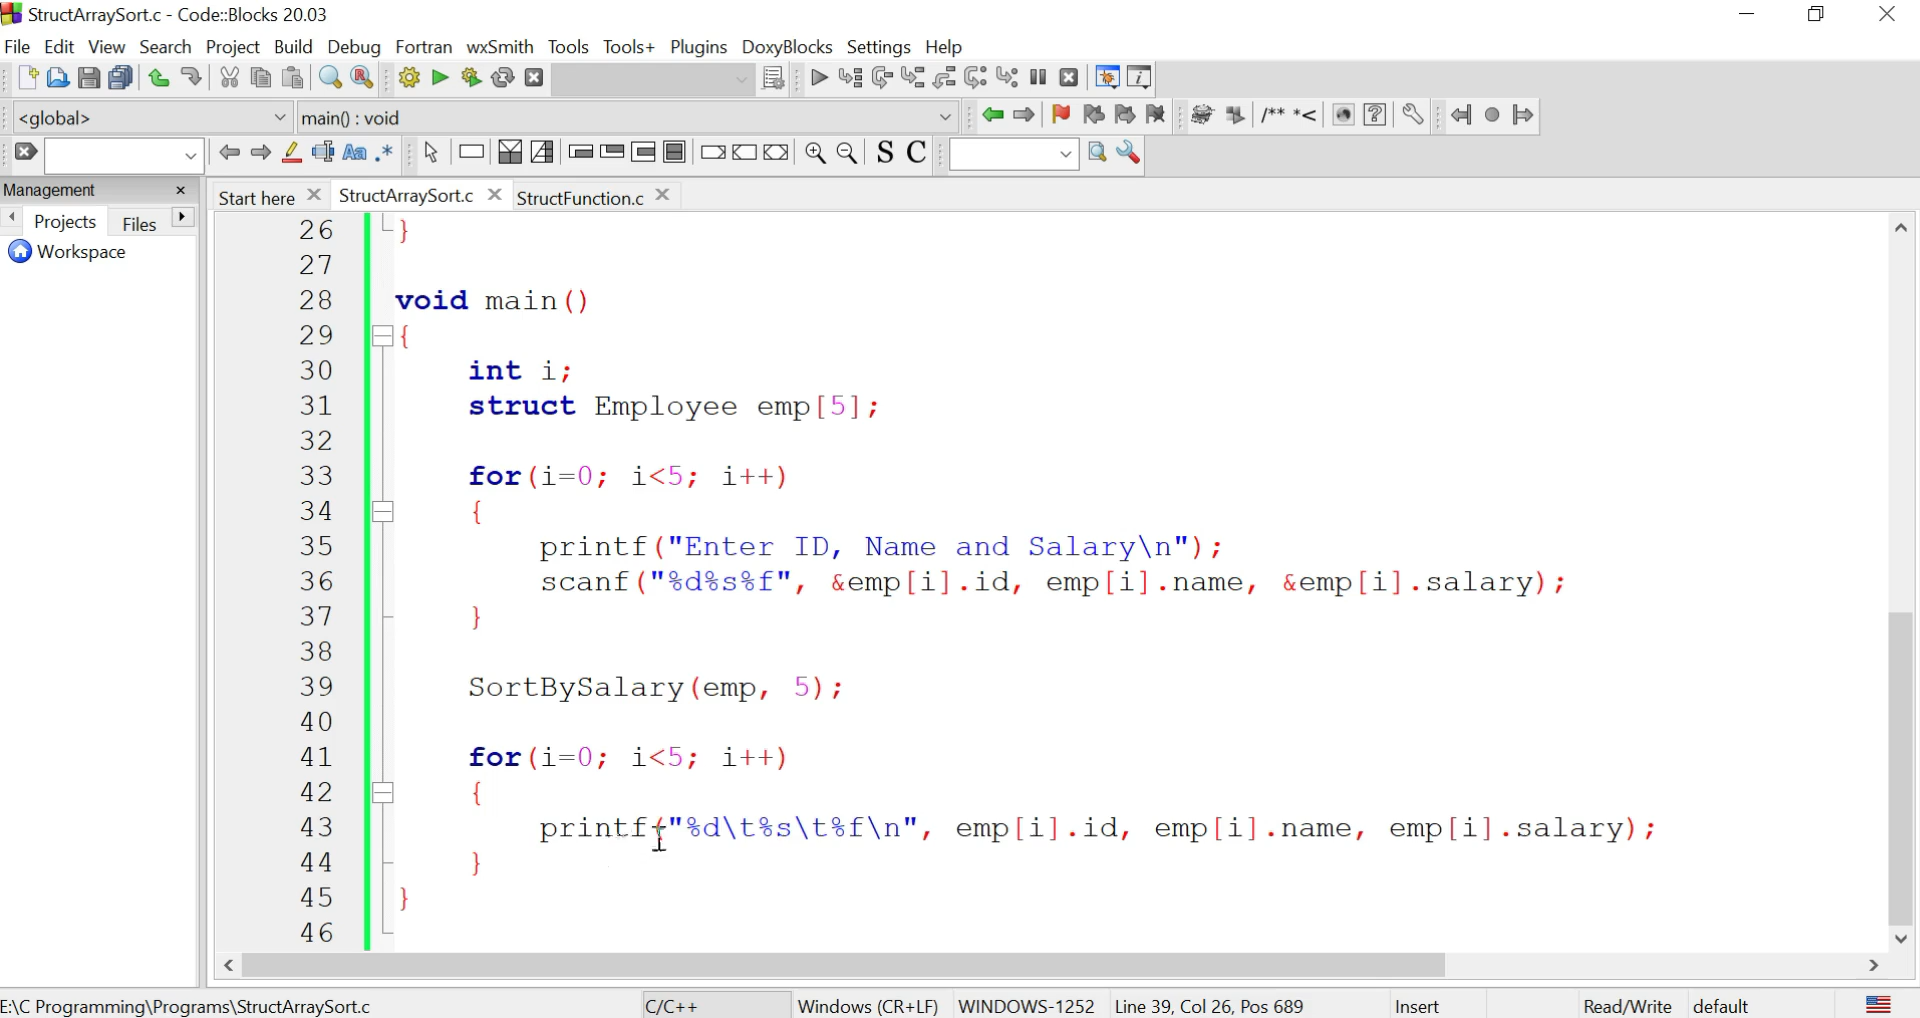 StructArraySort.c - Code::Blocks 20.03
File Edit View Search Project Build Debug Fortran wxSmith Tools Tools+ Plugins DoxyBlocks Settings Help
<global> main() : void /** *<
Aa .* S C
Management
Start here StructArraySort.c StructFunction.c
Projects Files
Workspace
26 }
27
28 void main()
29 {
30 int i;
31 struct Employee emp[5];
32
33 for(i=0; i<5; i++)
34 {
35 printf("Enter ID, Name and Salary\n");
36 scanf("%d%s%f", &emp[i].id, emp[i].name, &emp[i].salary);
37 }
38
39 SortBySalary(emp, 5);
40
41 for(i=0; i<5; i++)
42 {
43 printf("%d\t%s\t%f\n", emp[i].id, emp[i].name, emp[i].salary);
44 }
45 }
46
E:\C Programming\Programs\StructArraySort.c C/C++ Windows (CR+LF) WINDOWS-1252 Line 39, Col 26, Pos 689 Insert Read/Write default